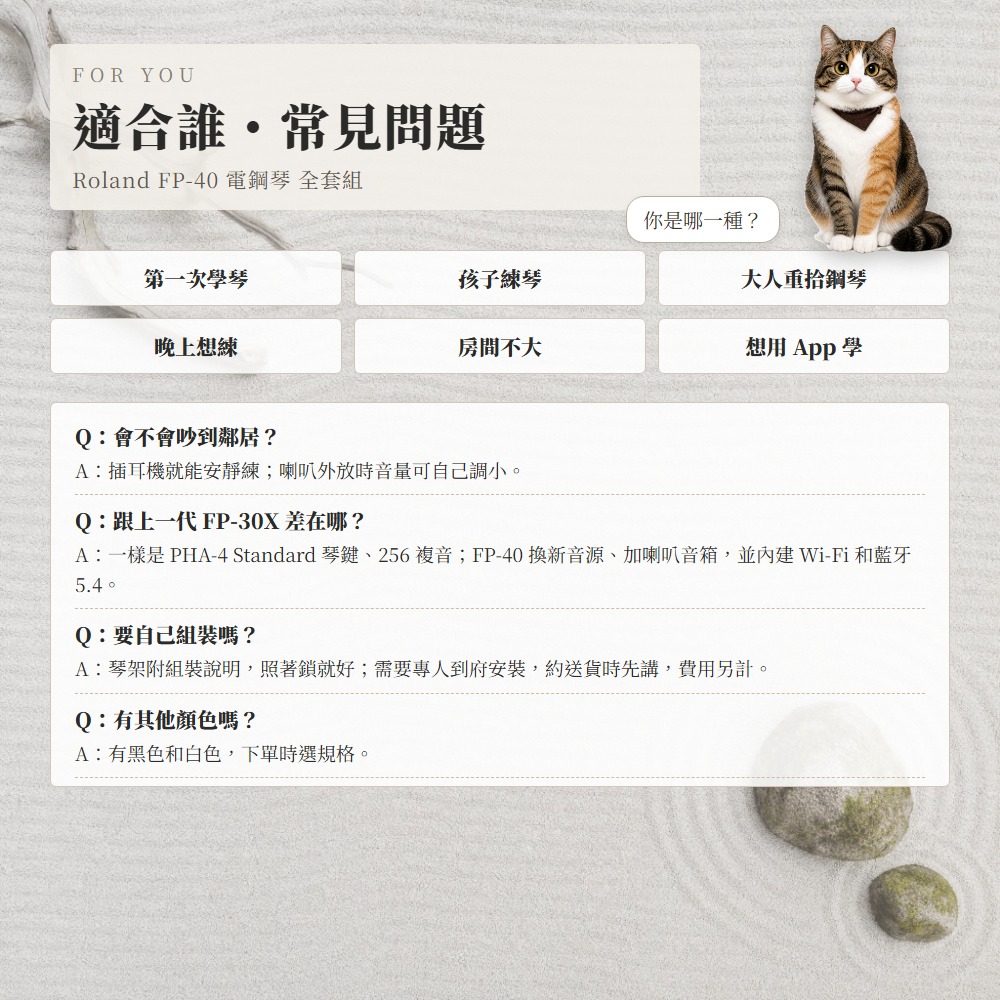 FOR YOU
適合誰・常見問題
Roland FP-40 電鋼琴 全套組
你是哪一種？
第一次學琴
孩子練琴
大人重拾鋼琴
晚上想練
房間不大
想用 App 學
Q：會不會吵到鄰居？
A：插耳機就能安靜練；喇叭外放時音量可自己調小。
Q：跟上一代 FP-30X 差在哪？
A：一樣是 PHA-4 Standard 琴鍵、256 複音；FP-40 換新音源、加喇叭音箱，並內建 Wi-Fi 和藍牙
5.4。
Q：要自己組裝嗎？
A：琴架附組裝說明，照著鎖就好；需要專人到府安裝，約送貨時先講，費用另計。
Q：有其他顏色嗎？
A：有黑色和白色，下單時選規格。